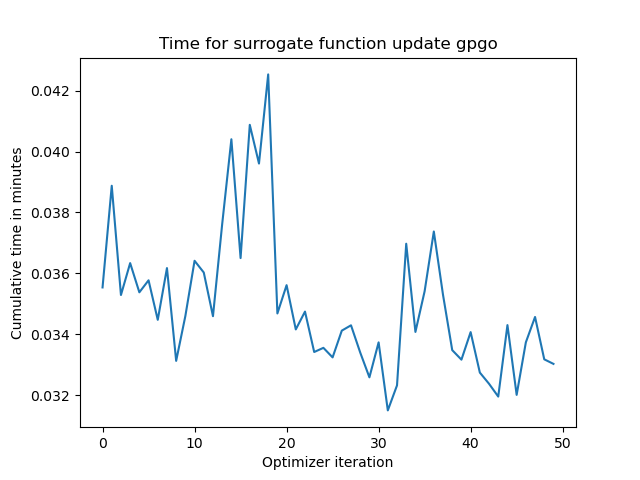 Time for surrogate function update gpgo
Cumulative time in minutes
0.042
0.040
0.038
0.036
0.034
0.032
0 10 20 30 40 50
Optimizer iteration